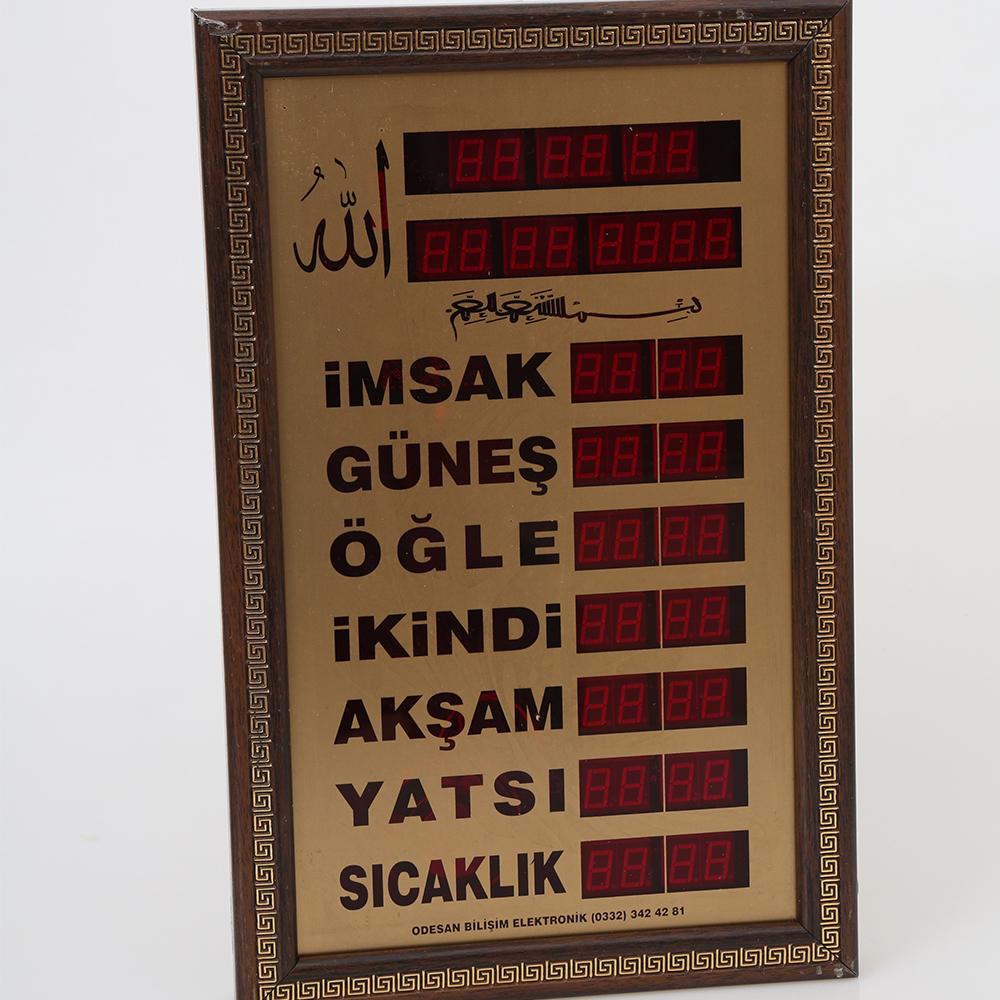 الله
İMSAK
GÜNEŞ
ÖĞLE
İKİNDİ
AKŞAM
YATSI
SICAKLIK
ODESAN BİLİŞİM ELEKTRONİK (0332) 342 42 81